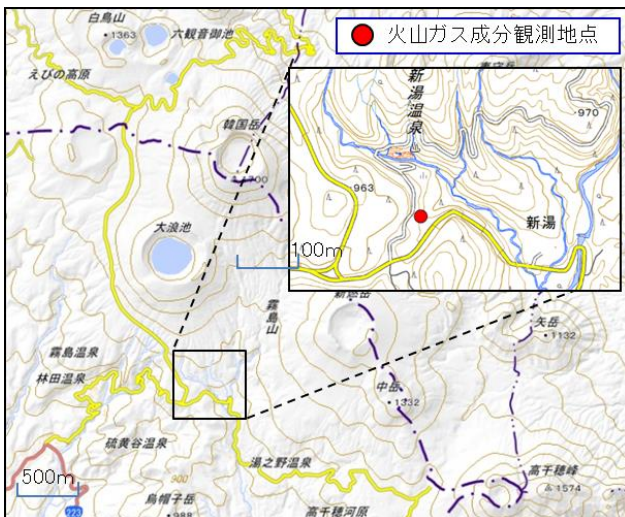 白鳥山
1363
六観音御池
火山ガス成分観測地点
えびの高原
韓国岳
1700
新湯温泉
970
963
新湯
100m
大浪池
霧島山
新燃岳
矢岳
1132
霧島温泉
林田温泉
中岳
1332
硫黄谷温泉
湯之野温泉
500m
900
高千穂峰
1574
烏帽子岳
988
高千穂河原
223